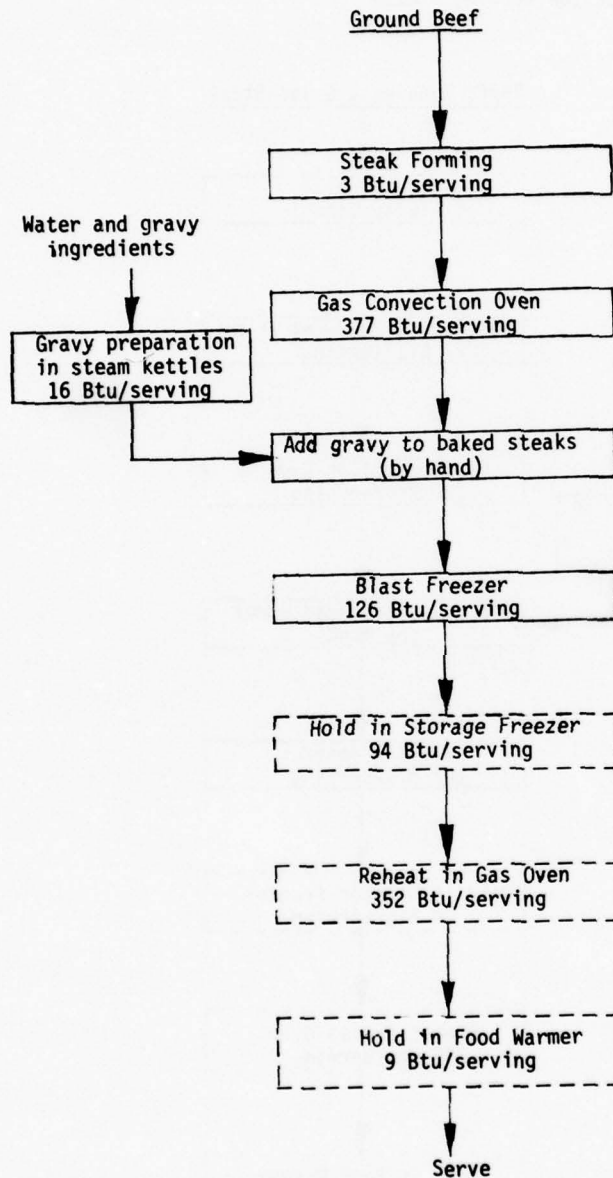 Ground Beef
Steak Forming
3 Btu/serving
Water and gravy
ingredients
Gas Convection Oven
377 Btu/serving
Gravy preparation
in steam kettles
16 Btu/serving
Add gravy to baked steaks
(by hand)
Blast Freezer
126 Btu/serving
Hold in Storage Freezer
94 Btu/serving
Reheat in Gas Oven
352 Btu/serving
Hold in Food Warmer
9 Btu/serving
Serve